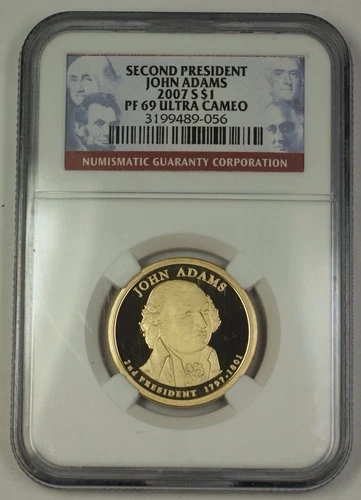 SECOND PRESIDENT
JOHN ADAMS
2007 S $1
PF 69 ULTRA CAMEO
3199489-056
NUMISMATIC GUARANTY CORPORATION
JOHN ADAMS
2nd PRESIDENT 1797-1801